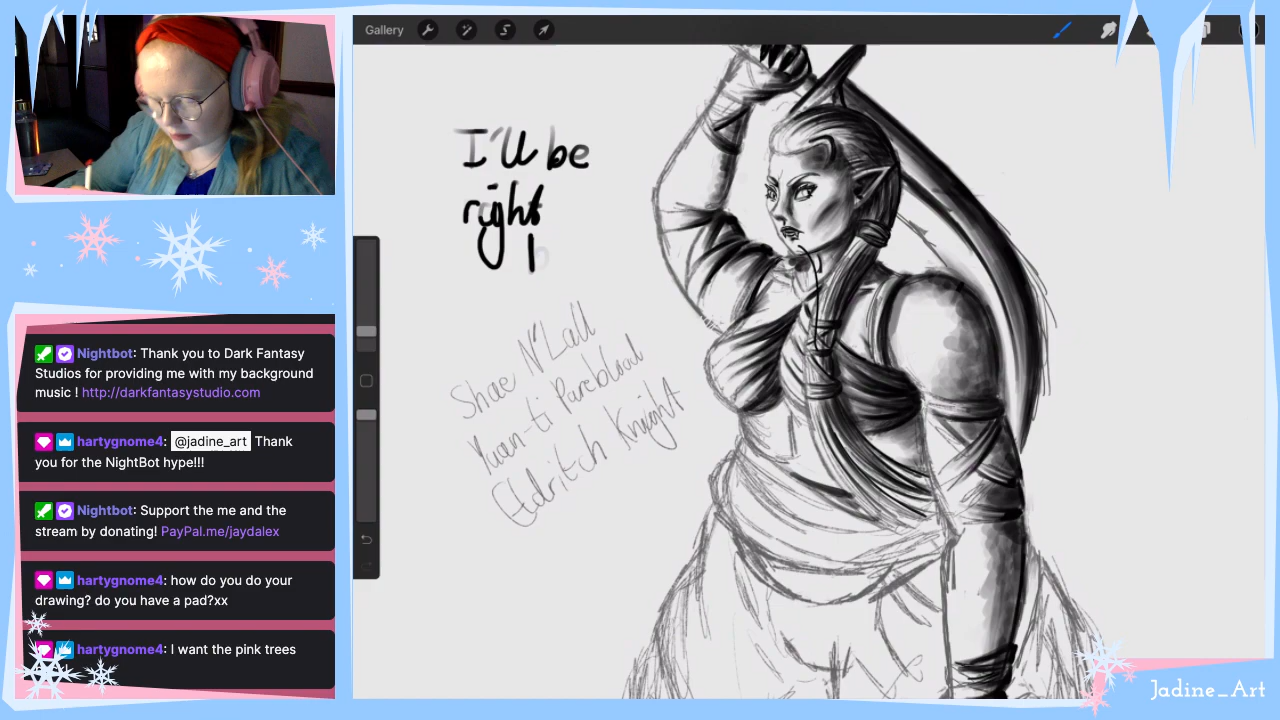 Gallery
I'll be
right
b
Shae N'Lall
Yuan-ti Pureblood
Eldritch Knight
Nightbot: Thank you to Dark Fantasy
Studios for providing me with my background
music ! http://darkfantasystudio.com
hartygnome4: @jadine_art Thank
you for the NightBot hype!!!
Nightbot: Support the me and the
stream by donating! PayPal.me/jaydalex
hartygnome4: how do you do your
drawing? do you have a pad?xx
hartygnome4: I want the pink trees
Jadine_Art